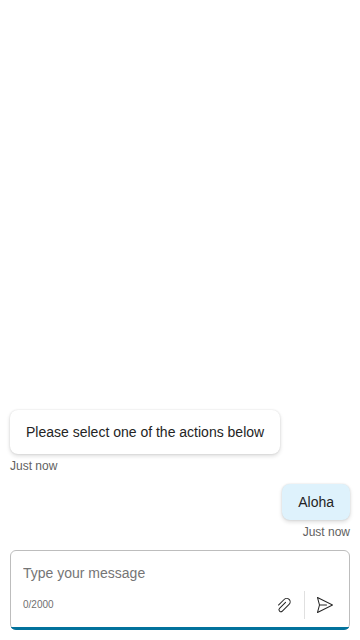 Please select one of the actions below
Just now
Aloha
Just now
Type your message
0/2000